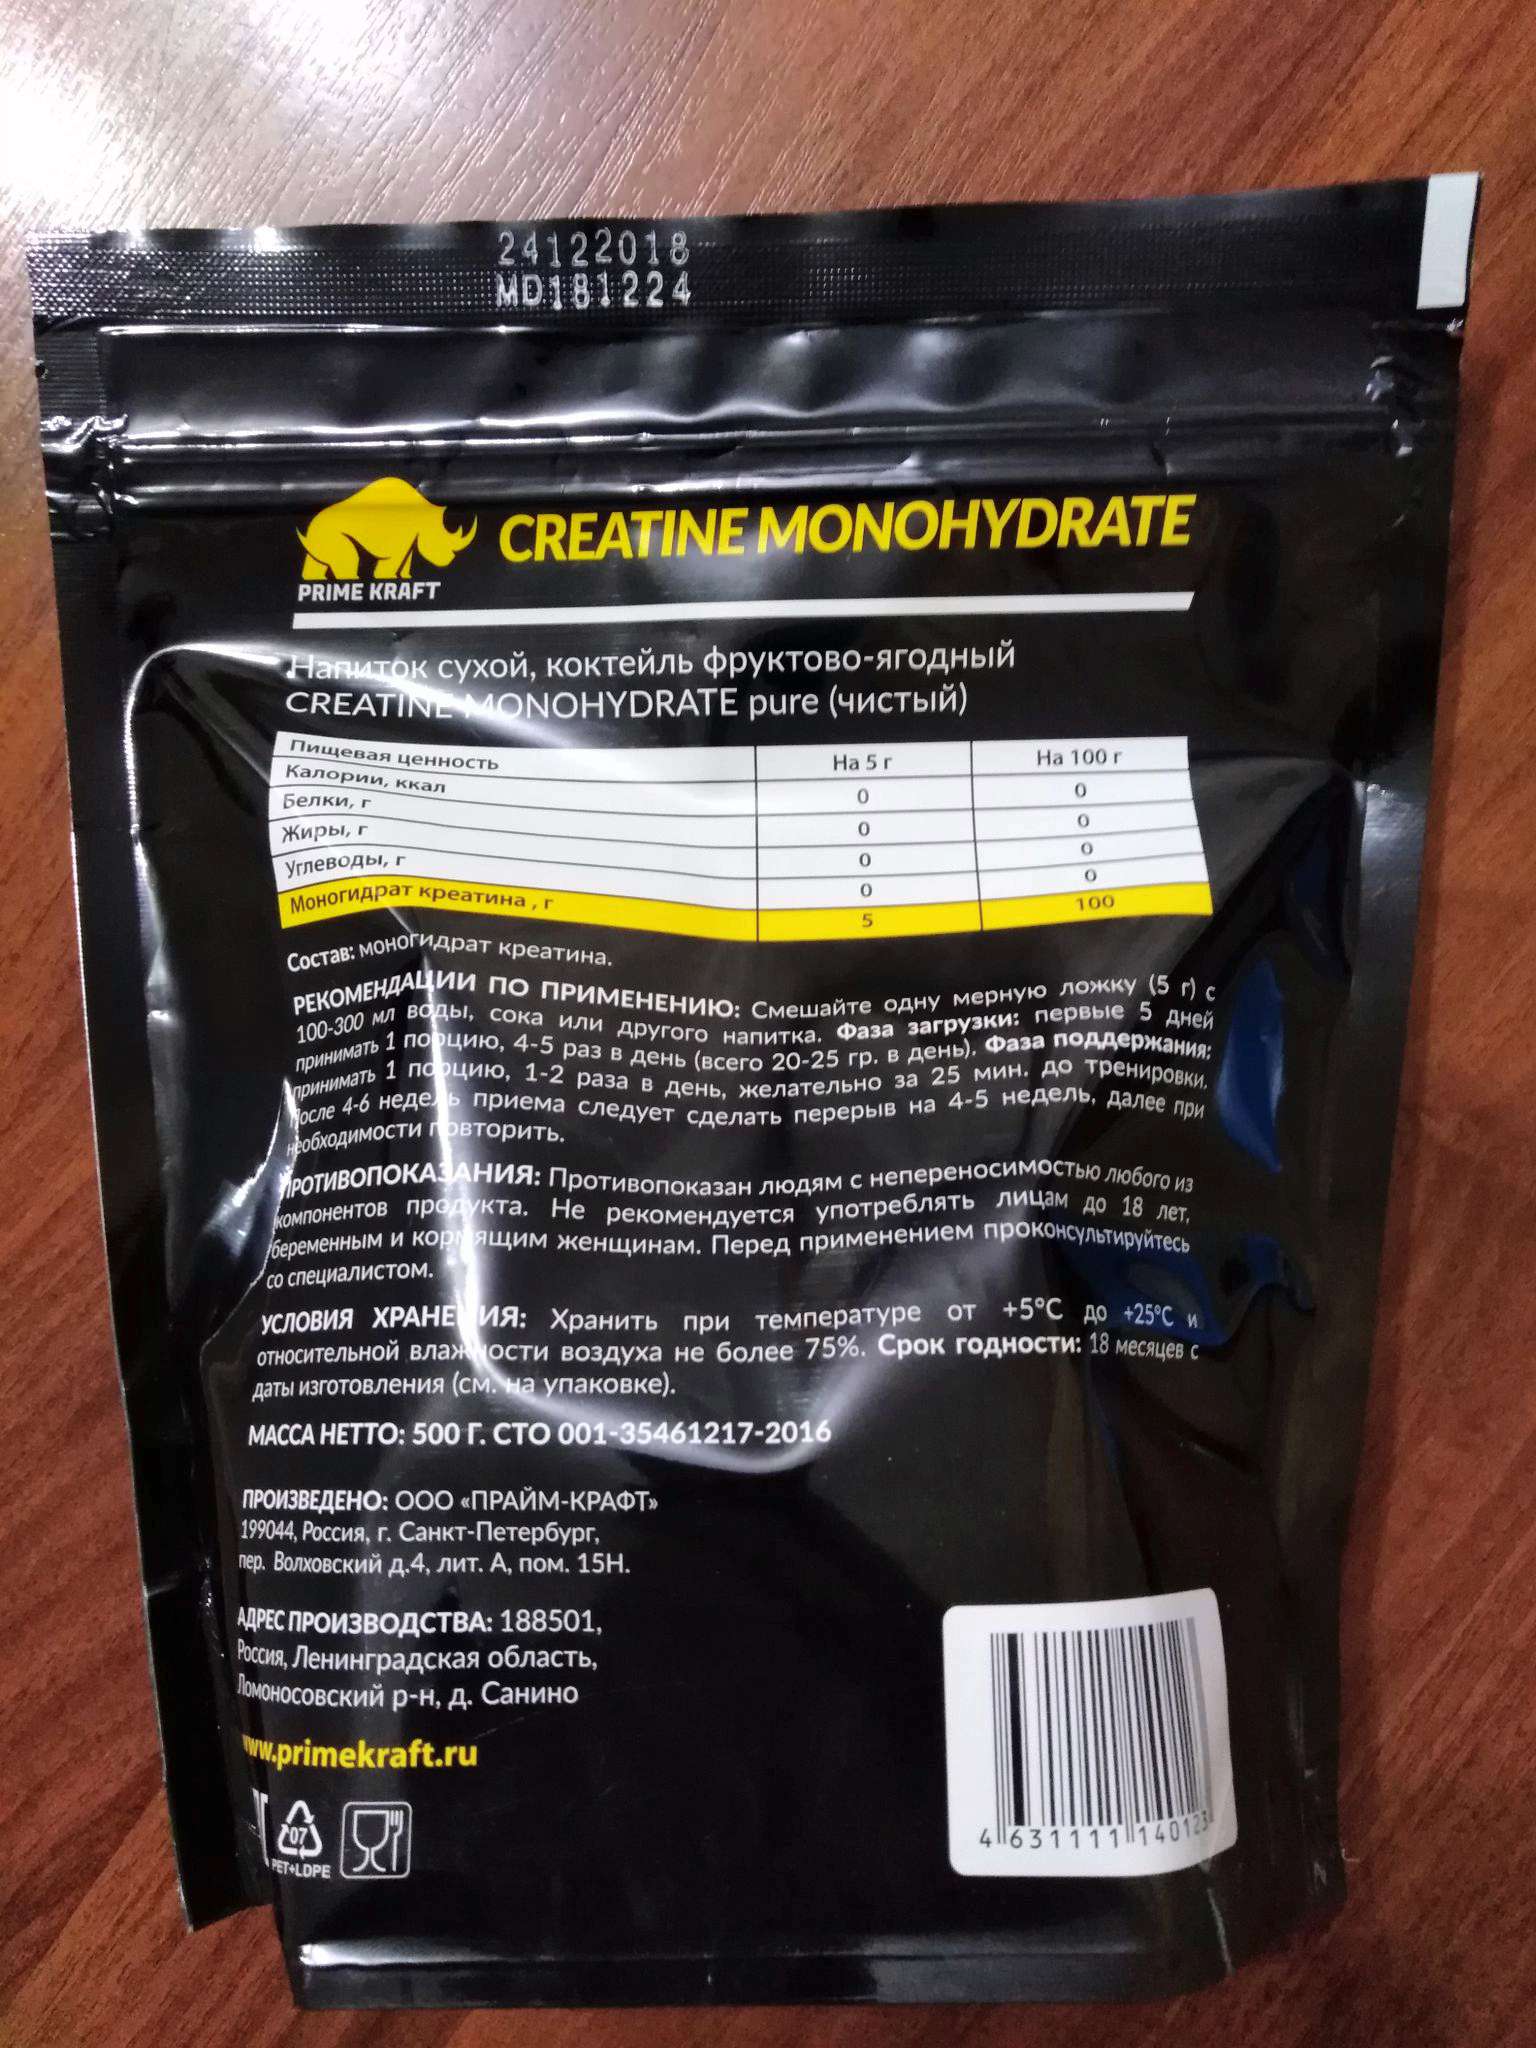 24122018
MD181224
CREATINE MONOHYDRATE
PRIME KRAFT
Напиток сухой, коктейль фруктово-ягодный
CREATINE MONOHYDRATE pure (чистый)
Пищевая ценность На 5 г На 100 г
Калории, ккал 0 0
Белки, г 0 0
Жиры, г 0 0
Углеводы, г 0 0
Моногидрат креатина , г 5 100
Состав: моногидрат креатина.
РЕКОМЕНДАЦИИ ПО ПРИМЕНЕНИЮ: Смешайте одну мерную ложку (5 г) с
100-300 мл воды, сока или другого напитка. Фаза загрузки: первые 5 дней
принимать 1 порцию, 4-5 раз в день (всего 20-25 гр. в день). Фаза поддержания:
принимать 1 порцию, 1-2 раза в день, желательно за 25 мин. до тренировки.
После 4-6 недель приема следует сделать перерыв на 4-5 недель, далее при
необходимости повторить.
ПРОТИВОПОКАЗАНИЯ: Противопоказан людям с непереносимостью любого из
компонентов продукта. Не рекомендуется употреблять лицам до 18 лет,
беременным и кормящим женщинам. Перед применением проконсультируйтесь
со специалистом.
УСЛОВИЯ ХРАНЕНИЯ: Хранить при температуре от +5°C до +25°C и
относительной влажности воздуха не более 75%. Срок годности: 18 месяцев с
даты изготовления (см. на упаковке).
МАССА НЕТТО: 500 Г. СТО 001-35461217-2016
ПРОИЗВЕДЕНО: ООО «ПРАЙМ-КРАФТ»
199044, Россия, г. Санкт-Петербург,
пер. Волховский д.4, лит. А, пом. 15Н.
АДРЕС ПРОИЗВОДСТВА: 188501,
Россия, Ленинградская область,
Ломоносовский р-н, д. Санино
www.primekraft.ru
07
PET+LDPE
4 631111 140123